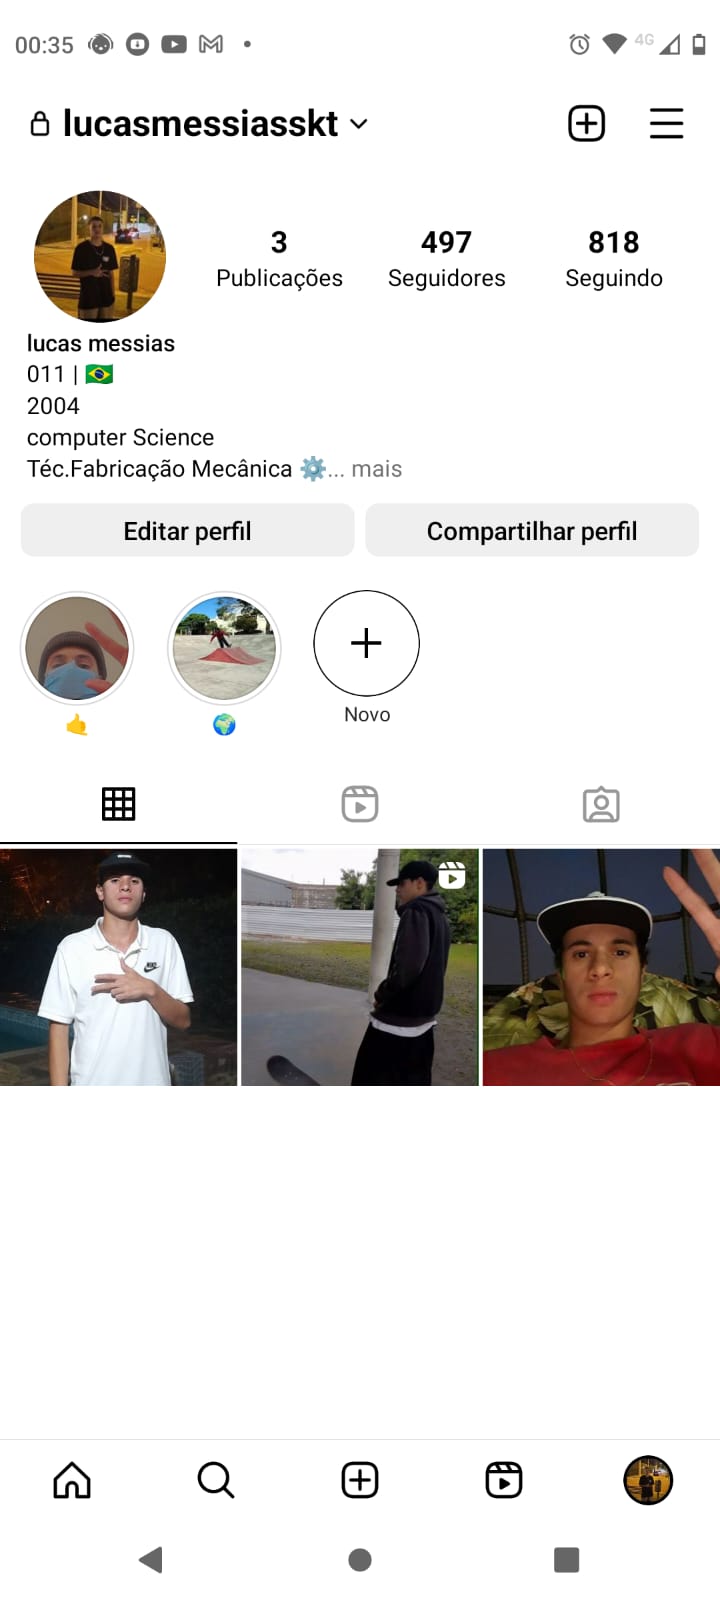 00:35
4G
lucasmessiasskt
3
497
818
Publicações
Seguidores
Seguindo
lucas messias
011 | 🇧🇷
2004
computer Science
Téc.Fabricação Mecânica ⚙️... mais
Editar perfil
Compartilhar perfil
🤙
🌍
Novo
NIKE